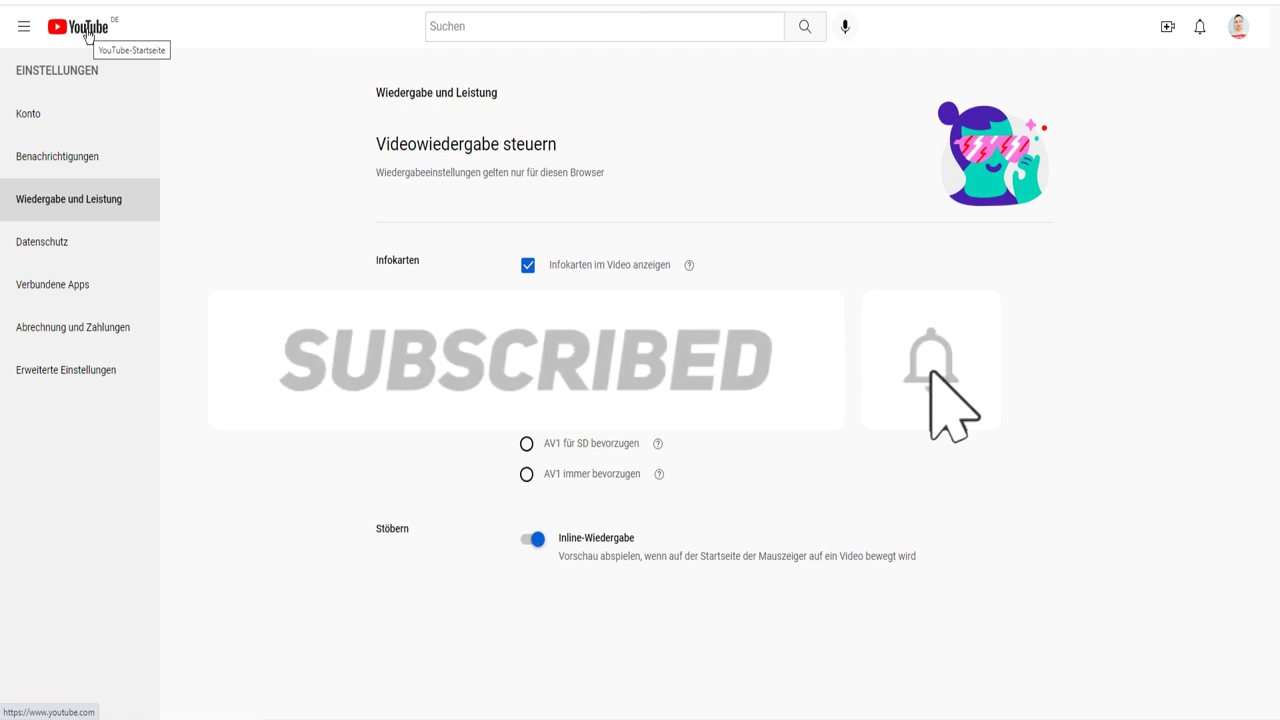 YouTube DE
Suchen
YouTube-Startseite
EINSTELLUNGEN
Konto
Benachrichtigungen
Wiedergabe und Leistung
Datenschutz
Verbundene Apps
Abrechnung und Zahlungen
Erweiterte Einstellungen
Wiedergabe und Leistung
Videowiedergabe steuern
Wiedergabeeinstellungen gelten nur für diesen Browser
Infokarten
Infokarten im Video anzeigen
SUBSCRIBED
AV1 für SD bevorzugen
AV1 immer bevorzugen
Stöbern
Inline-Wiedergabe
Vorschau abspielen, wenn auf der Startseite der Mauszeiger auf ein Video bewegt wird
https://www.youtube.com